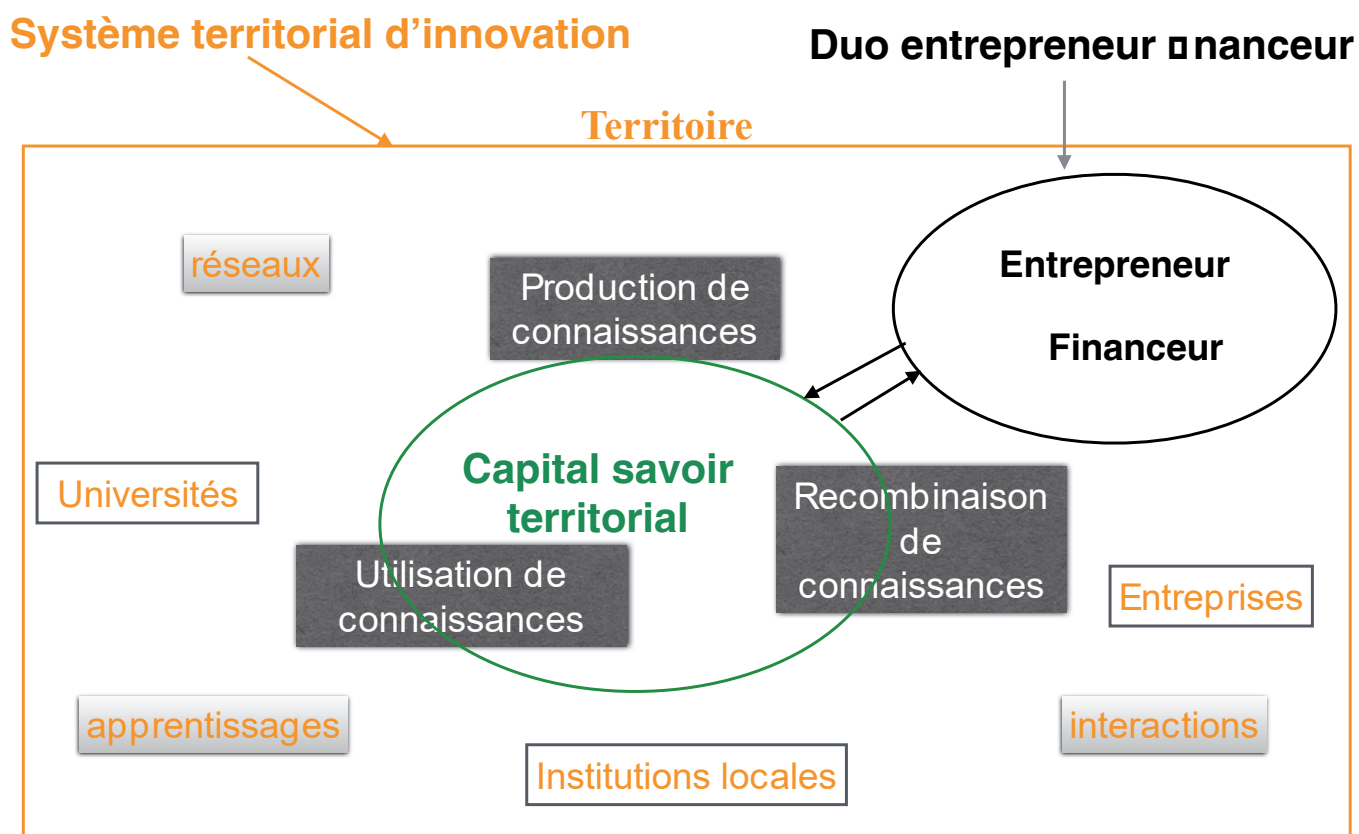 Système territorial d’innovation
Duo entrepreneur ¤nanceur
Territoire
réseaux
Production de
connaissances
Entrepreneur
Financeur
Capital savoir
territorial
Universités
Recombinaison
de
connaissances
Utilisation de
connaissances
Entreprises
apprentissages
interactions
Institutions locales